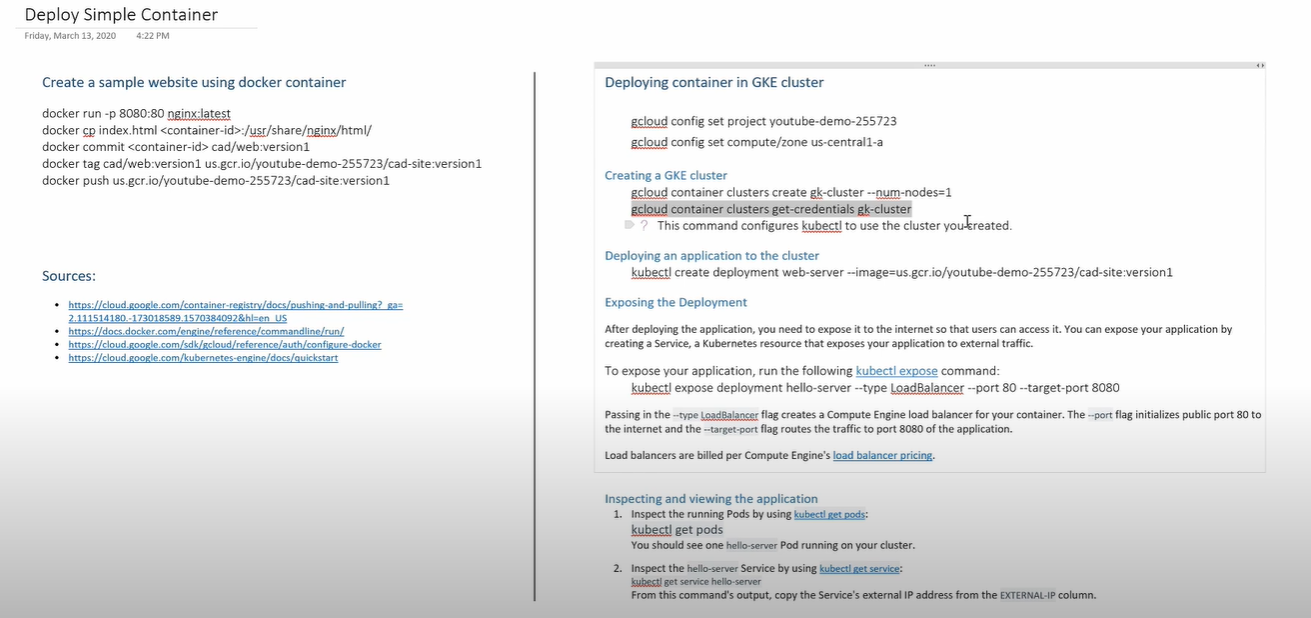 Deploy Simple Container
Friday, March 13, 2020 4:22 PM
Create a sample website using docker container
docker run -p 8080:80 nginx:latest
docker cp index.html <container-id>:/usr/share/nginx/html/
docker commit <container-id> cad/web:version1
docker tag cad/web:version1 us.gcr.io/youtube-demo-255723/cad-site:version1
docker push us.gcr.io/youtube-demo-255723/cad-site:version1
Sources:
• https://cloud.google.com/container-registry/docs/pushing-and-pulling?_ga=
2.111514180.-173018589.1570384092&hl=en_US
• https://docs.docker.com/engine/reference/commandline/run/
• https://cloud.google.com/sdk/gcloud/reference/auth/configure-docker
• https://cloud.google.com/kubernetes-engine/docs/quickstart
Deploying container in GKE cluster
gcloud config set project youtube-demo-255723
gcloud config set compute/zone us-central1-a
Creating a GKE cluster
gcloud container clusters create gk-cluster --num-nodes=1
gcloud container clusters get-credentials gk-cluster
? This command configures kubectl to use the cluster you created.
Deploying an application to the cluster
kubectl create deployment web-server --image=us.gcr.io/youtube-demo-255723/cad-site:version1
Exposing the Deployment
After deploying the application, you need to expose it to the internet so that users can access it. You can expose your application by
creating a Service, a Kubernetes resource that exposes your application to external traffic.
To expose your application, run the following kubectl expose command:
kubectl expose deployment hello-server --type LoadBalancer --port 80 --target-port 8080
Passing in the --type LoadBalancer flag creates a Compute Engine load balancer for your container. The --port flag initializes public port 80 to
the internet and the --target-port flag routes the traffic to port 8080 of the application.
Load balancers are billed per Compute Engine's load balancer pricing.
Inspecting and viewing the application
1. Inspect the running Pods by using kubectl get pods:
kubectl get pods
You should see one hello-server Pod running on your cluster.
2. Inspect the hello-server Service by using kubectl get service:
kubectl get service hello-server
From this command's output, copy the Service's external IP address from the EXTERNAL-IP column.